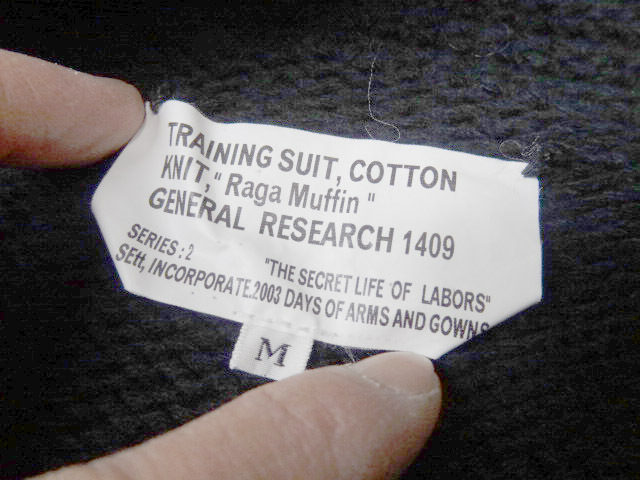 TRAINING SUIT, COTTON
KNIT, " Raga Muffin "
GENERAL RESEARCH 1409
SERIES : 2
"THE SECRET LIFE OF LABORS"
SEtt, INCORPORATE.2003 DAYS OF ARMS AND GOWNS
M